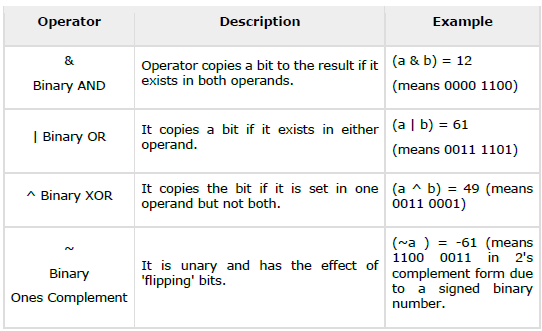 Operator Description Example
&
Binary AND
Operator copies a bit to the result if it
exists in both operands.
(a & b) = 12
(means 0000 1100)
| Binary OR
It copies a bit if it exists in either
operand.
(a | b) = 61
(means 0011 1101)
^ Binary XOR
It copies the bit if it is set in one
operand but not both.
(a ^ b) = 49 (means
0011 0001)
~
Binary
Ones Complement
It is unary and has the effect of
'flipping' bits.
(~a ) = -61 (means
1100 0011 in 2's
complement form due
to a signed binary
number.